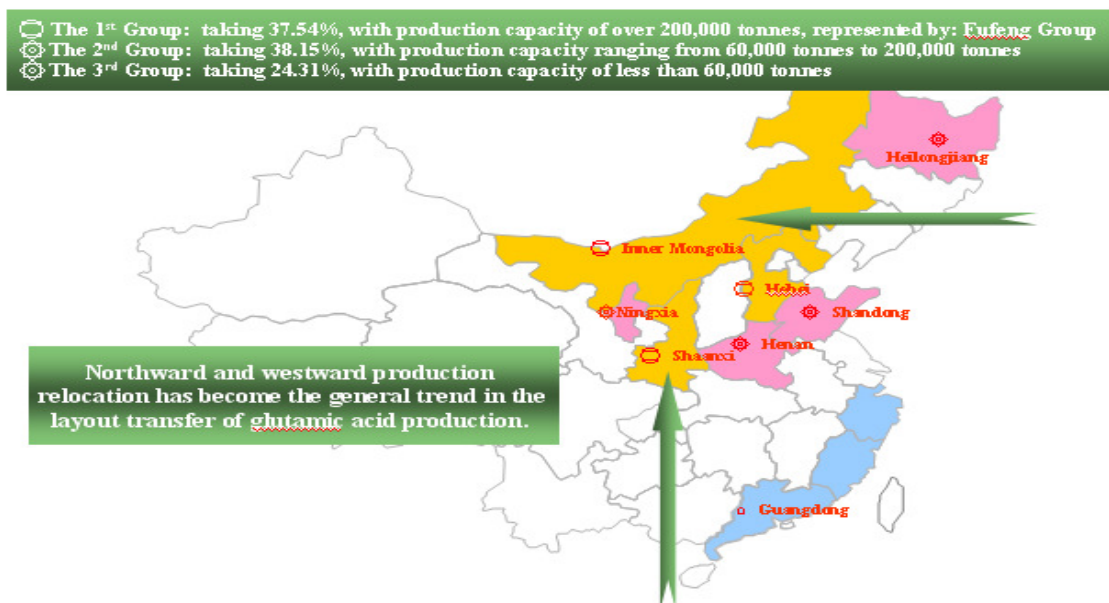 The 1st Group: taking 37.54%, with production capacity of over 200,000 tonnes, represented by: Fufang Group
The 2nd Group: taking 38.15%, with production capacity ranging from 60,000 tonnes to 200,000 tonnes
The 3rd Group: taking 24.31%, with production capacity of less than 60,000 tonnes
Heilongjiang
Inner Mongolia
Hebei
Ningxia
Shandong
Henan
Shaanxi
Northward and westward production
relocation has become the general trend in the
layout transfer of glutamic acid production.
Guangdong